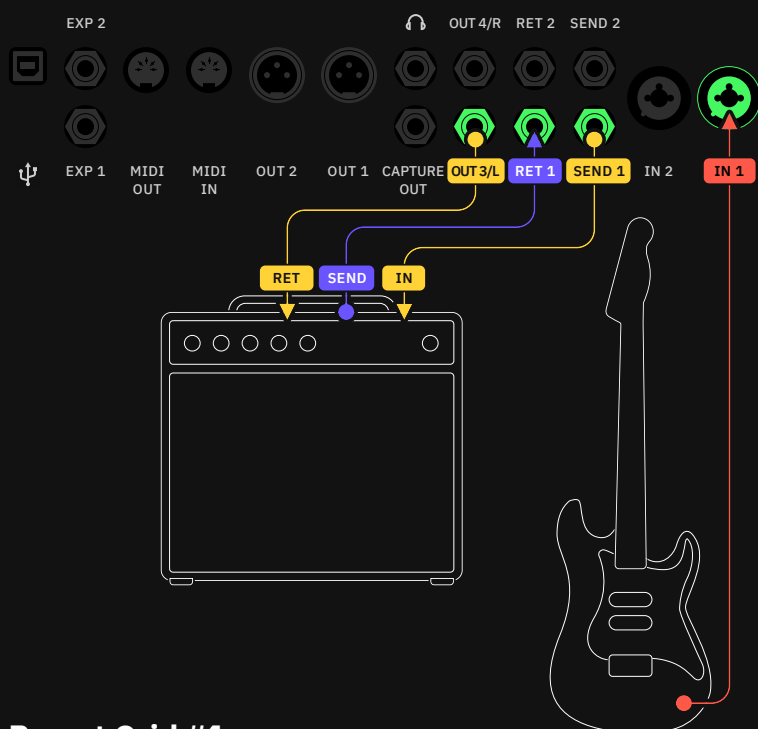 EXP 2
OUT 4/R
RET 2
SEND 2
EXP 1
MIDI
OUT
MIDI
IN
OUT 2
OUT 1
CAPTURE
OUT
OUT 3/L
RET 1
SEND 1
IN 2
IN 1
RET
SEND
IN